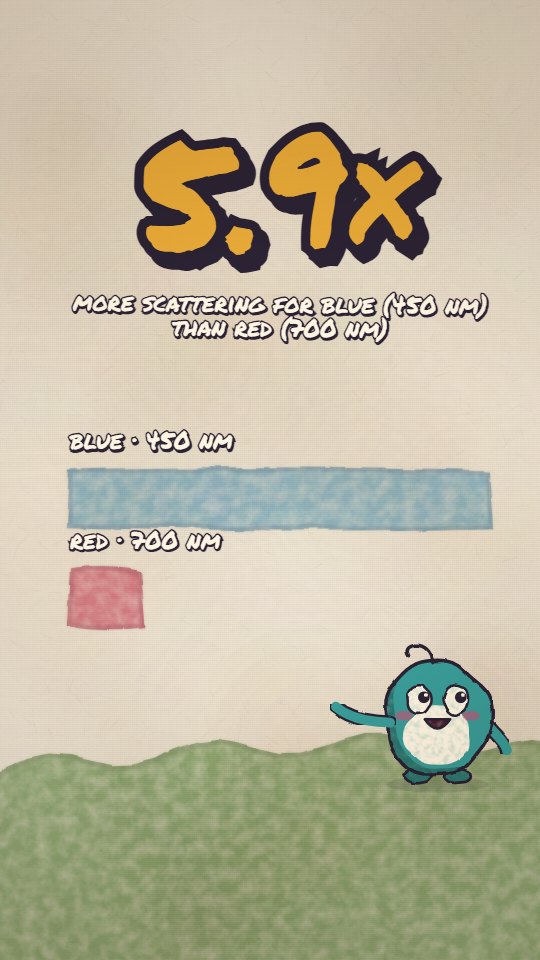 5.9x
MORE SCATTERING FOR BLUE (450 NM)
THAN RED (700 NM)
BLUE · 450 NM
RED · 700 NM